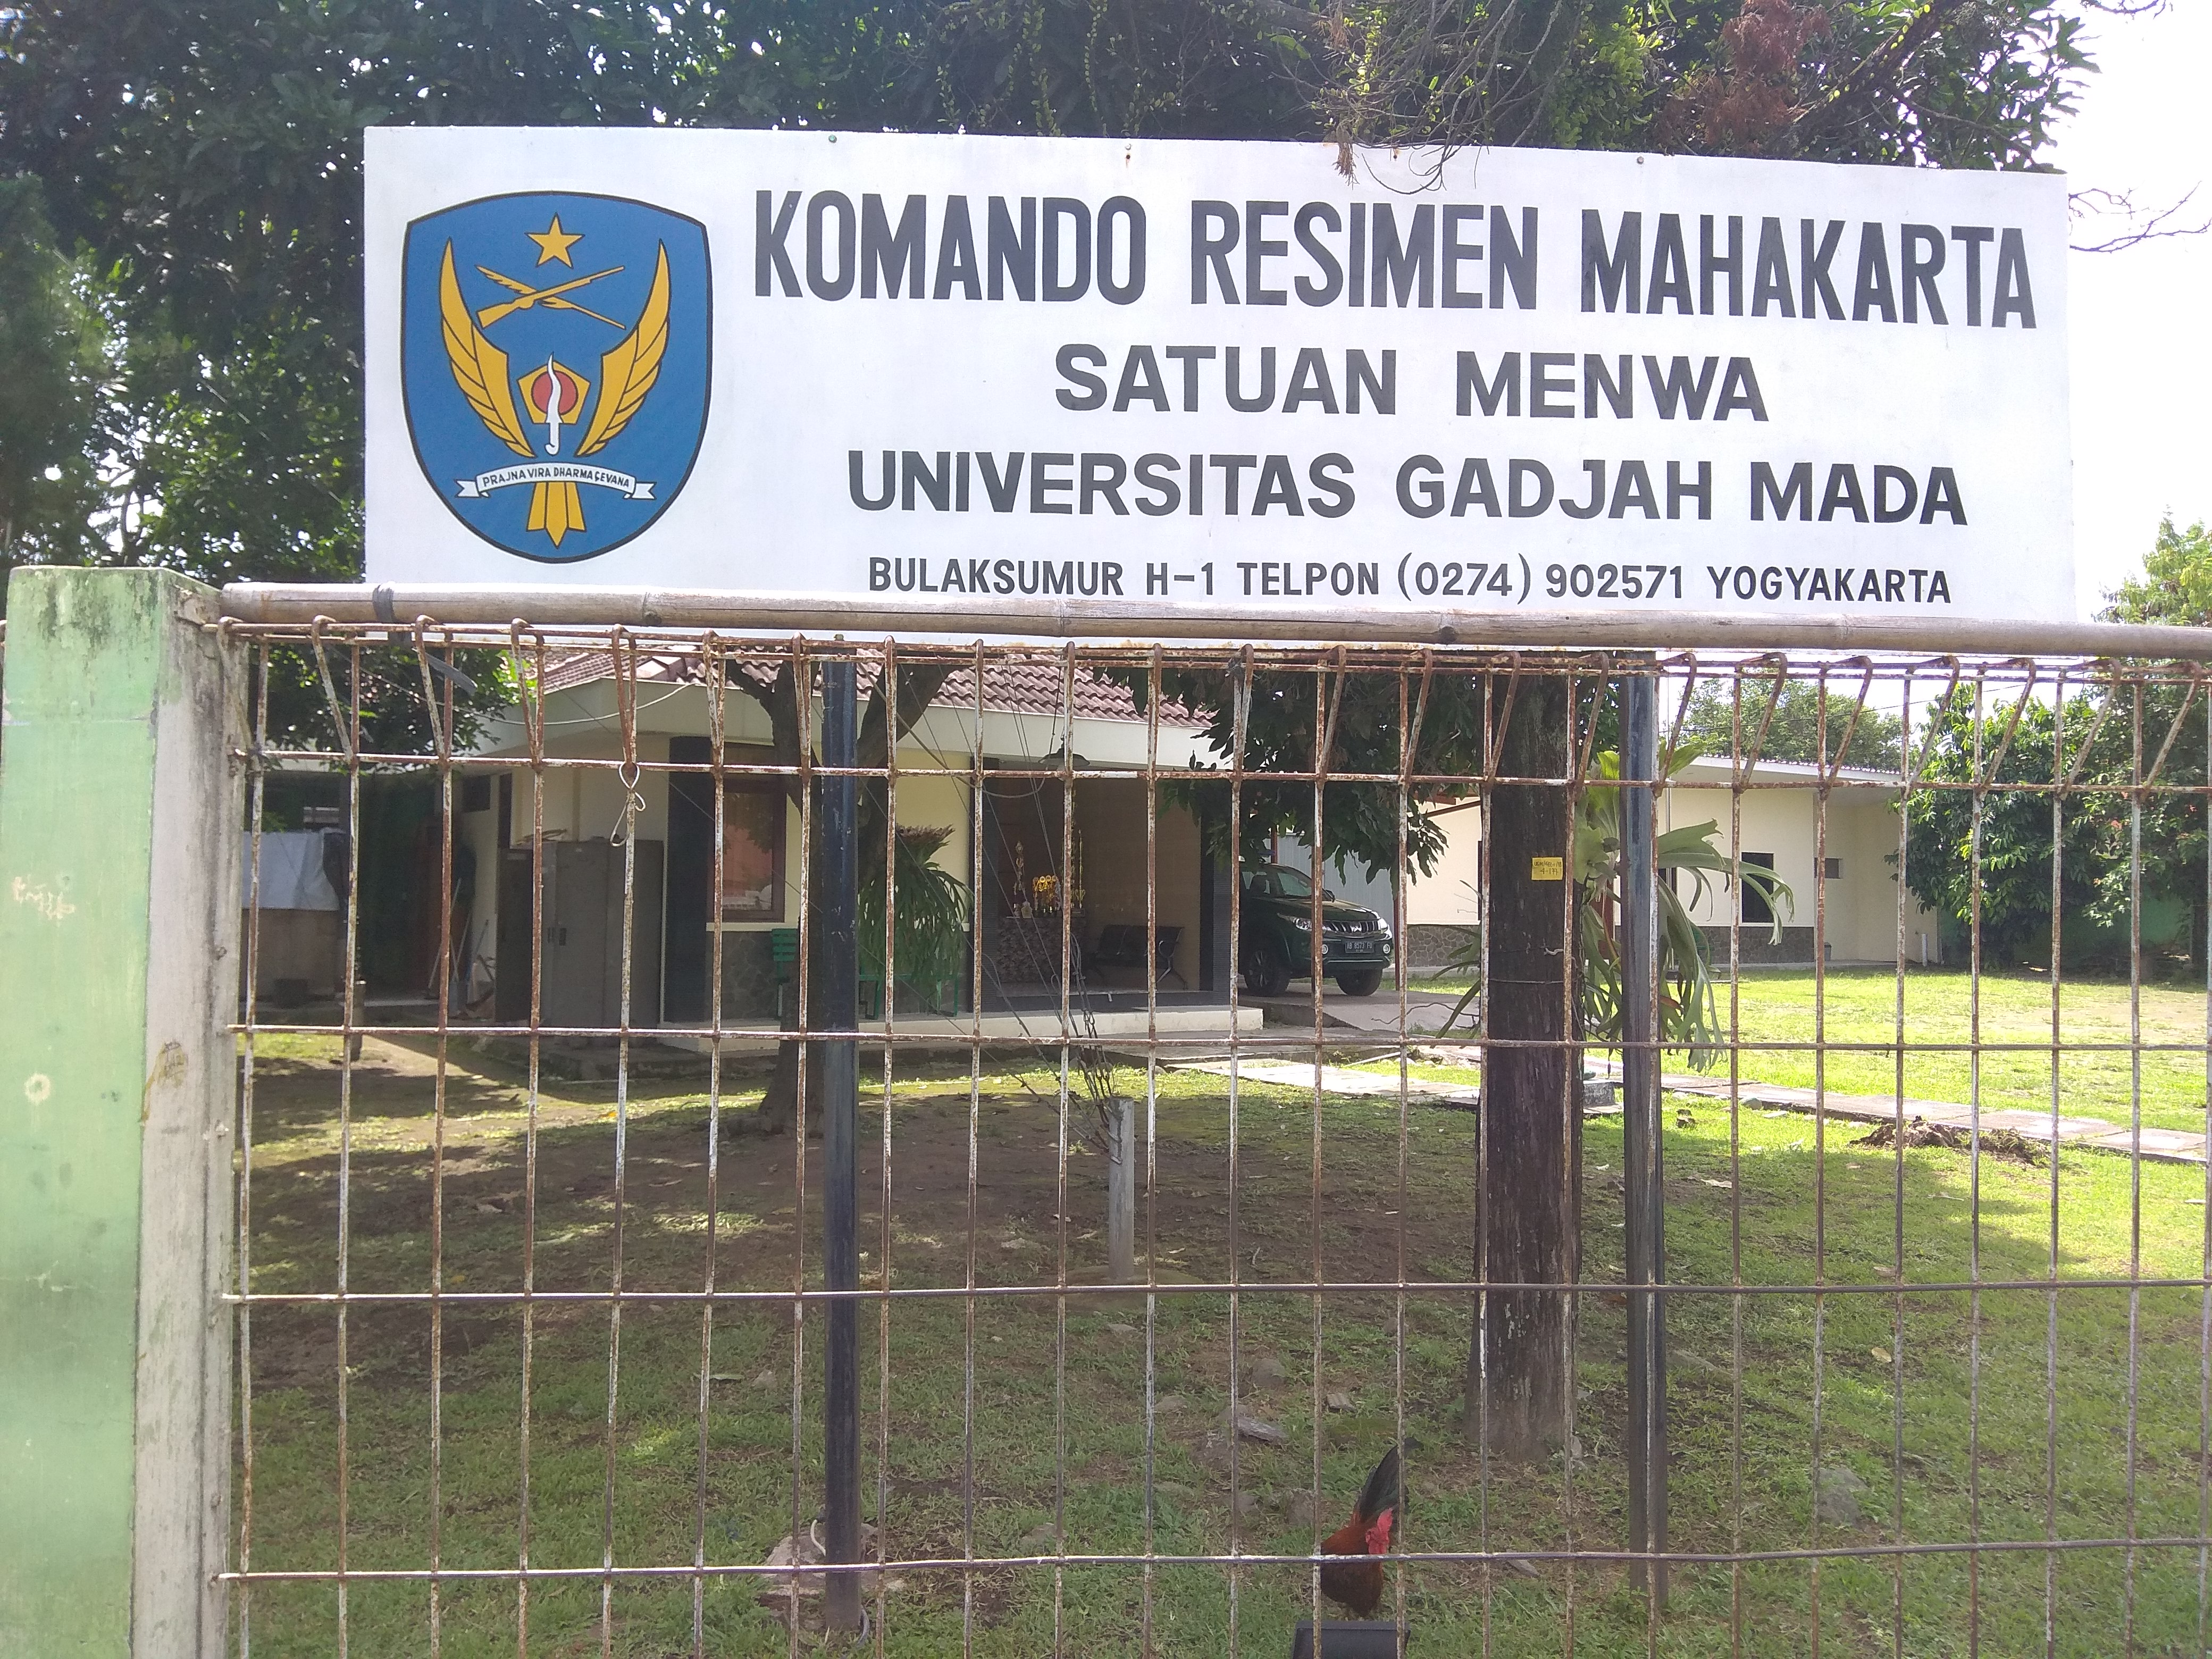 KOMANDO RESIMEN MAHAKARTA
SATUAN MENWA
UNIVERSITAS GADJAH MADA
BULAKSUMUR H-1 TELPON (0274) 902571 YOGYAKARTA
PRAJNA VIRA DHARMA ÇEVANA